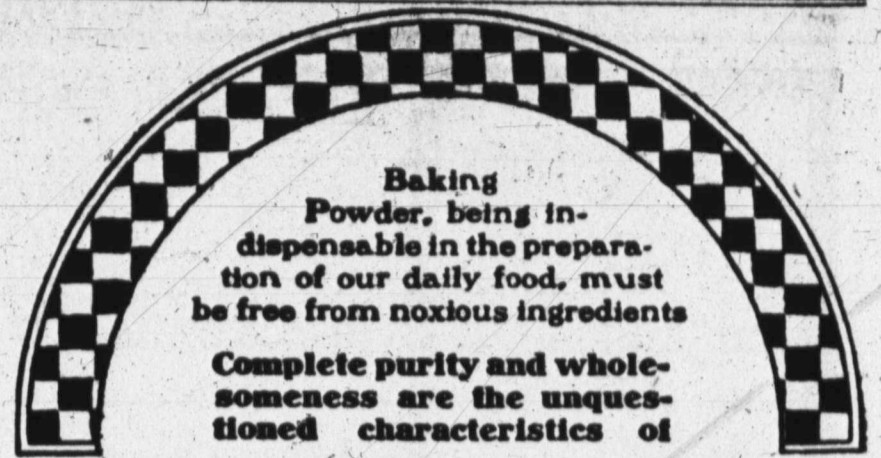 Baking
Powder, being in-
dispensable in the prepara-
tion of our daily food, must
be free from noxious ingredients
Complete purity and whole-
someness are the unques-
tioned characteristics of